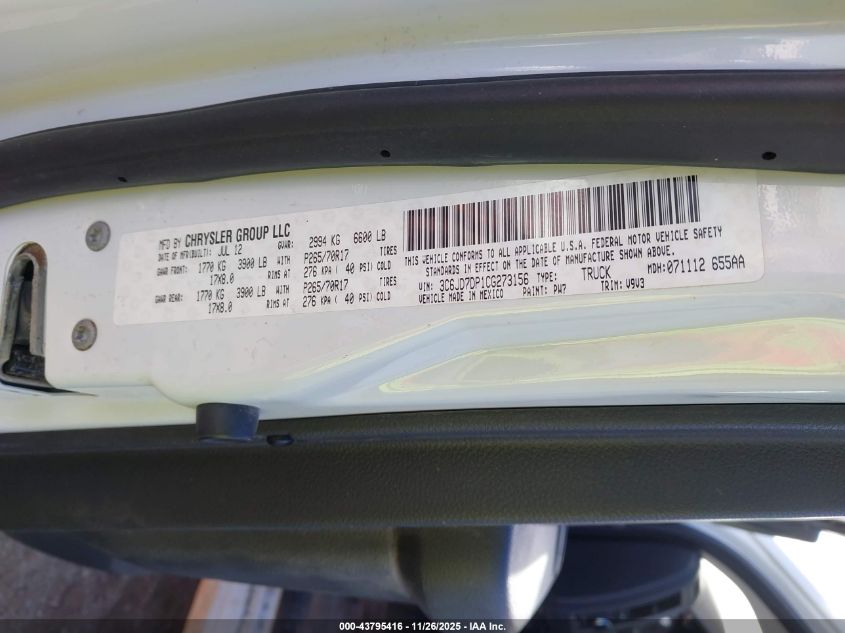 MFD BY CHRYSLER GROUP LLC
DATE OF MFR(BUILT): JUL 12 GVWR: 2994 KG 6600 LB
GAWR FRONT: 1770 KG 3900 LB WITH P265/70R17 TIRES
17X8.0 RIMS AT 276 KPA ( 40 PSI) COLD
GAWR REAR: 1770 KG 3900 LB WITH P265/70R17 TIRES
17X8.0 RIMS AT 276 KPA ( 40 PSI) COLD
THIS VEHICLE CONFORMS TO ALL APPLICABLE U.S.A. FEDERAL MOTOR VEHICLE SAFETY
STANDARDS IN EFFECT ON THE DATE OF MANUFACTURE SHOWN ABOVE.
VIN: 3C6JD7DP1CG273156 TYPE: TRUCK MDH: 071112 655AA
VEHICLE MADE IN MEXICO PAINT: PW7 TRIM: V9V3
000-43795416 - 11/26/2025 - IAA Inc.